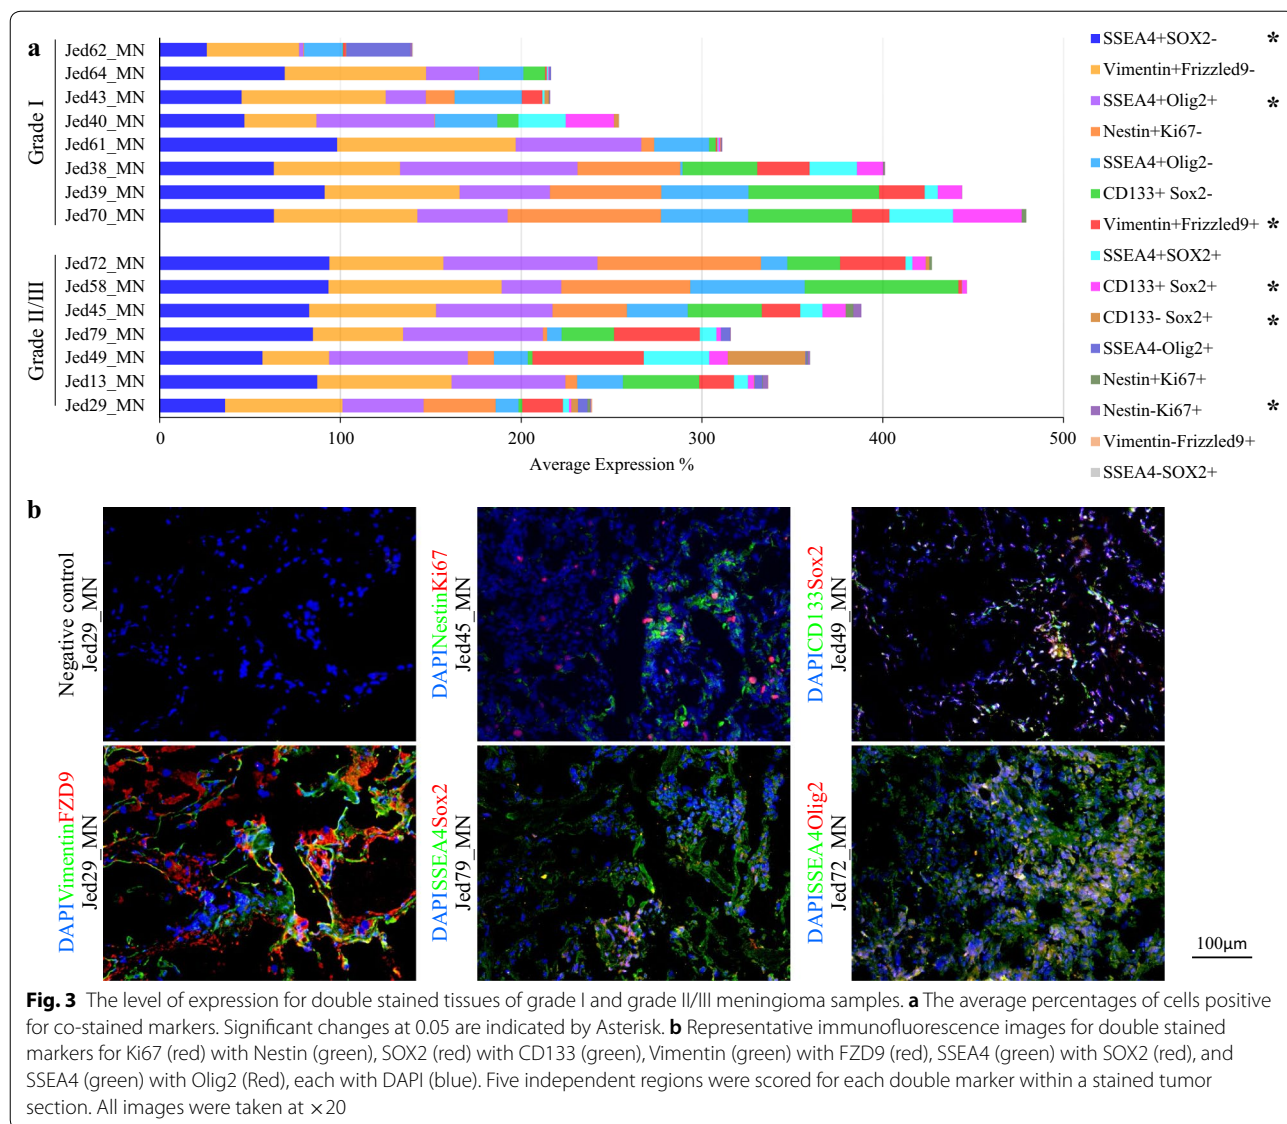 a
Grade I
Jed62_MN
Jed64_MN
Jed43_MN
Jed40_MN
Jed61_MN
Jed38_MN
Jed39_MN
Jed70_MN
Grade II/III
Jed72_MN
Jed58_MN
Jed45_MN
Jed79_MN
Jed49_MN
Jed13_MN
Jed29_MN
0 100 200 300 400 500
Average Expression %
SSEA4+SOX2- *
Vimentin+Frizzled9-
SSEA4+Olig2+ *
Nestin+Ki67-
SSEA4+Olig2-
CD133+ Sox2-
Vimentin+Frizzled9+ *
SSEA4+SOX2+
CD133+ Sox2+ *
CD133- Sox2+ *
SSEA4-Olig2+
Nestin+Ki67+
Nestin-Ki67+ *
Vimentin-Frizzled9+
SSEA4-SOX2+
b
Negative control
Jed29_MN
DAPINestinKi67
Jed45_MN
DAPICD133Sox2
Jed49_MN
DAPIVimentinFZD9
Jed29_MN
DAPISSEA4Sox2
Jed79_MN
DAPISSEA4Olig2
Jed72_MN
100µm
Fig. 3 The level of expression for double stained tissues of grade I and grade II/III meningioma samples. a The average percentages of cells positive
for co-stained markers. Significant changes at 0.05 are indicated by Asterisk. b Representative immunofluorescence images for double stained
markers for Ki67 (red) with Nestin (green), SOX2 (red) with CD133 (green), Vimentin (green) with FZD9 (red), SSEA4 (green) with SOX2 (red), and
SSEA4 (green) with Olig2 (Red), each with DAPI (blue). Five independent regions were scored for each double marker within a stained tumor
section. All images were taken at ×20